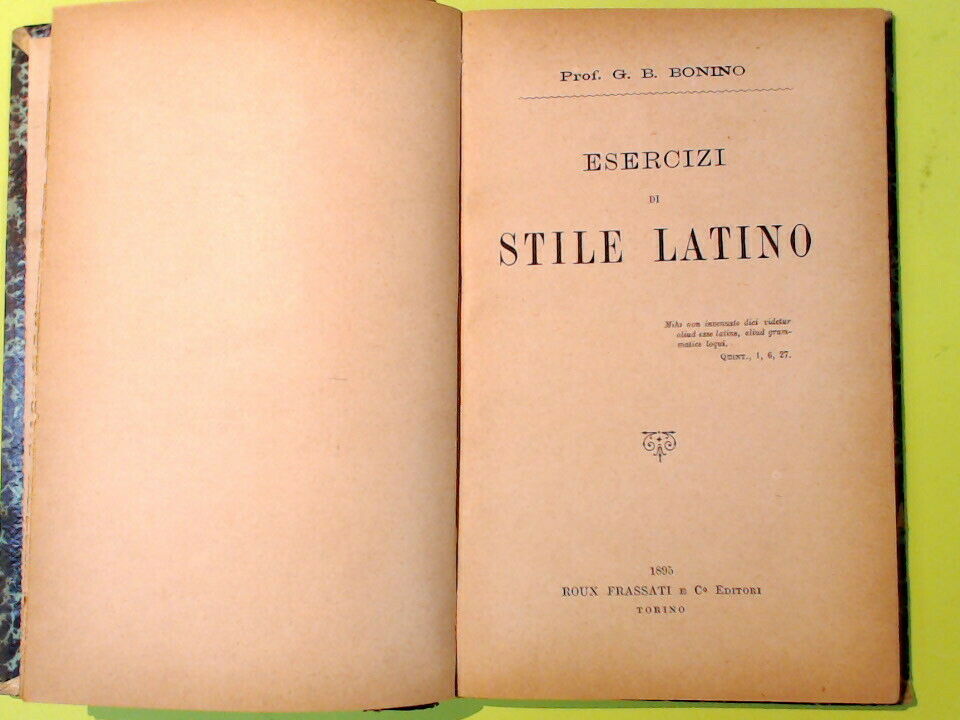 Prof. G. B. BONINO
ESERCIZI
DI
STILE LATINO
Mihi non invenuste dici videtur
aliud esse latine, aliud gram-
matice loqui.
QUINT., 1, 6, 27.
1895
ROUX FRASSATI E Cº EDITORI
TORINO